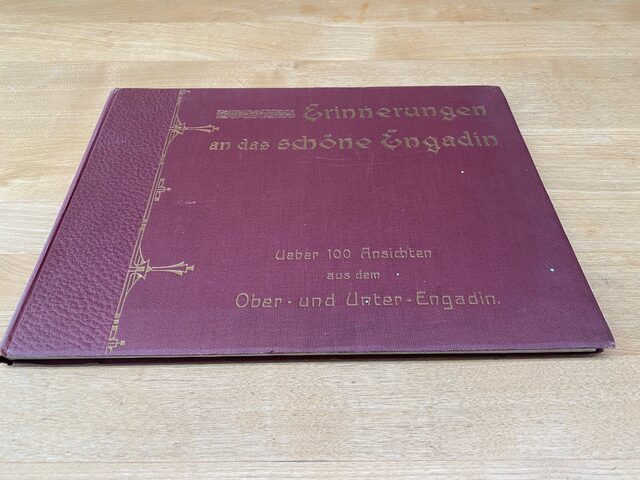 Erinnerungen
an das schöne Engadin
Ueber 100 Ansichten
aus dem
Ober- und Unter-Engadin.